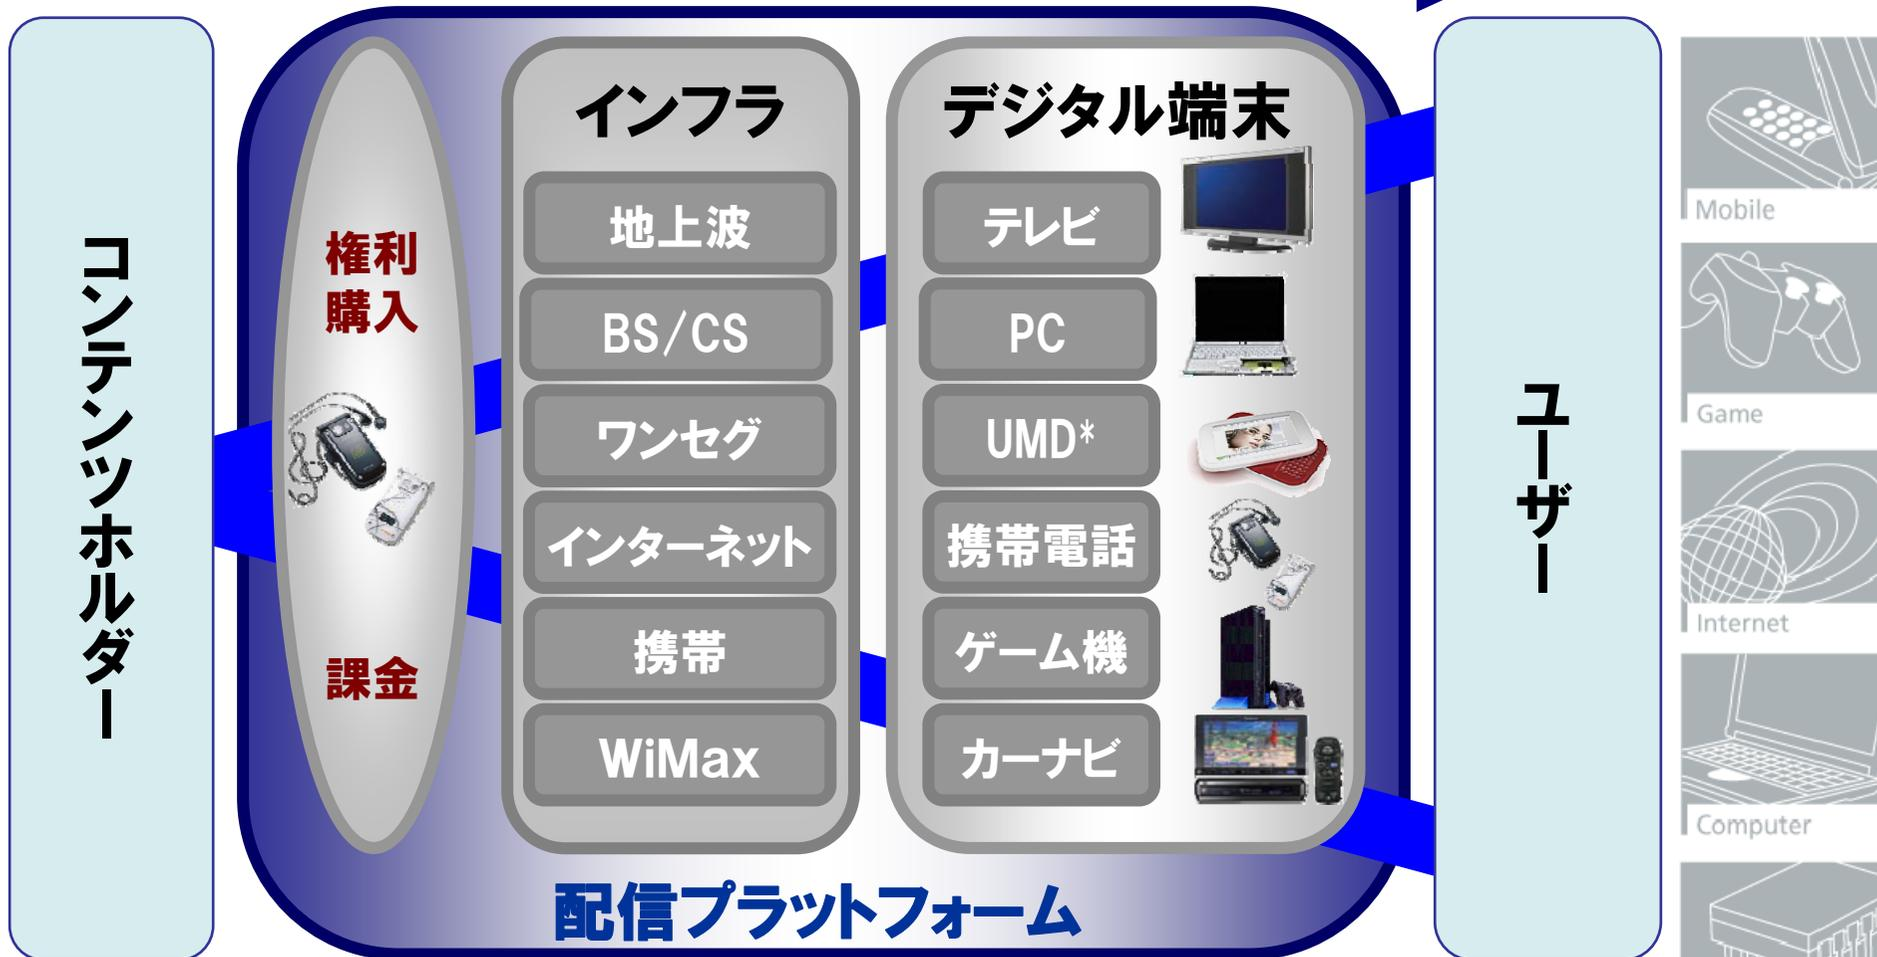 コンテンツホルダー
権利
購入
課金
インフラ
地上波
BS/CS
ワンセグ
インターネット
携帯
WiMax
デジタル端末
テレビ
PC
UMD*
携帯電話
ゲーム機
カーナビ
配信プラットフォーム
ユーザー
Mobile
Game
Internet
Computer